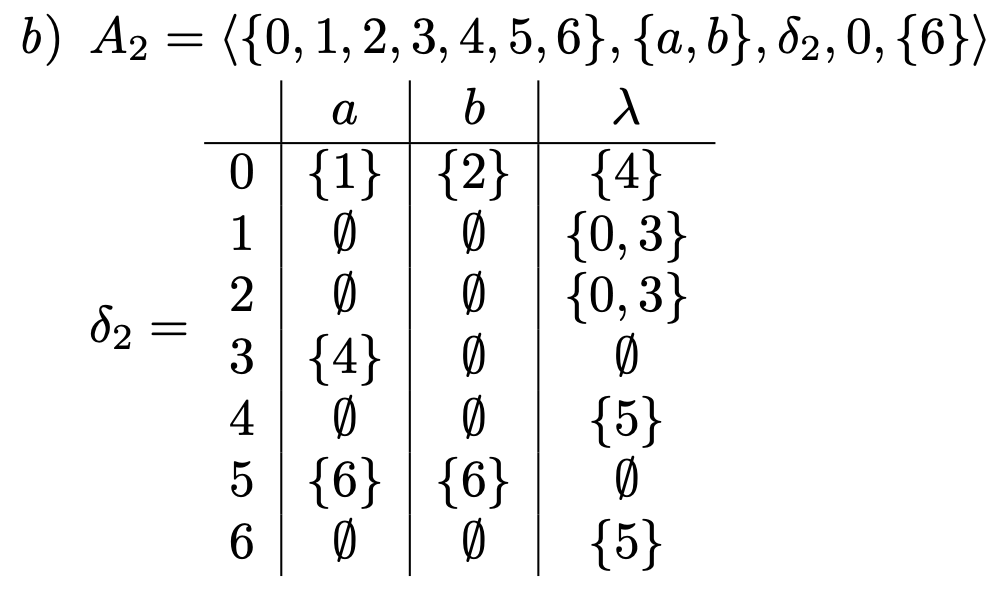 b) A₂ = ⟨{0, 1, 2, 3, 4, 5, 6}, {a, b}, δ₂, 0, {6}⟩
a b λ
0 {1} {2} {4}
1 ∅ ∅ {0, 3}
2 ∅ ∅ {0, 3}
δ₂ =
3 {4} ∅ ∅
4 ∅ ∅ {5}
5 {6} {6} ∅
6 ∅ ∅ {5}